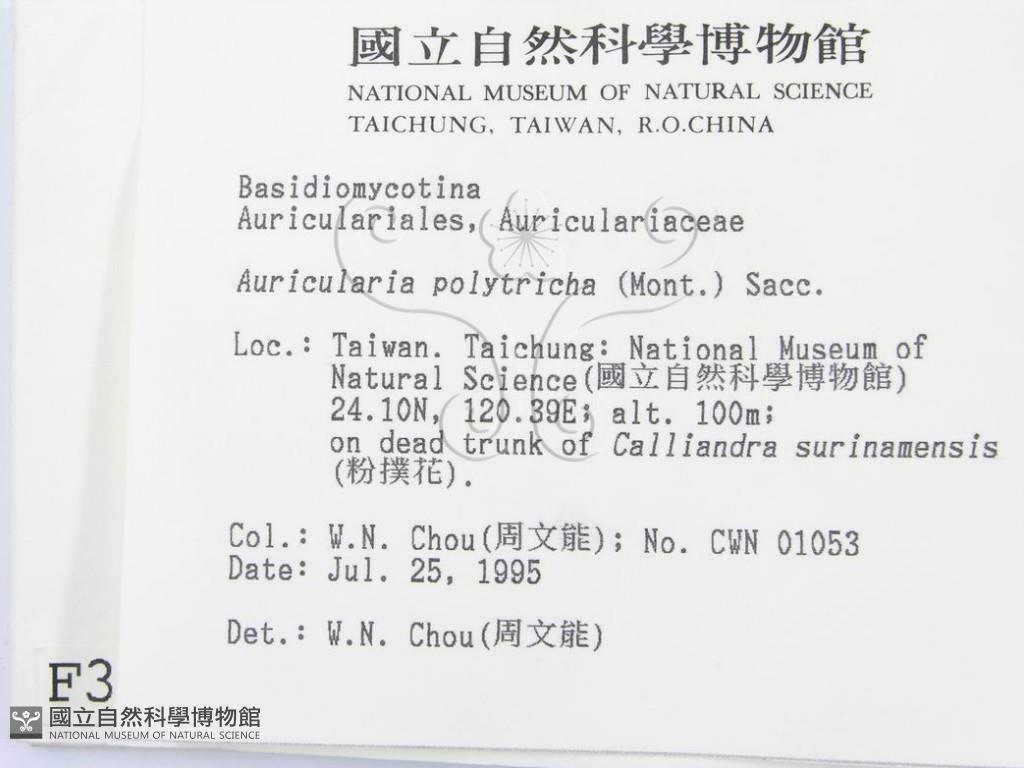 國立自然科學博物館
NATIONAL MUSEUM OF NATURAL SCIENCE
TAICHUNG, TAIWAN, R.O.CHINA
Basidiomycotina
Auriculariales, Auriculariaceae
Auricularia polytricha (Mont.) Sacc.
Loc.: Taiwan. Taichung: National Museum of
Natural Science(國立自然科學博物館)
24.10N, 120.39E; alt. 100m;
on dead trunk of Calliandra surinamensis
(粉撲花).
Col.: W.N. Chou(周文能); No. CWN 01053
Date: Jul. 25, 1995
Det.: W.N. Chou(周文能)
F3
國立自然科學博物館
NATIONAL MUSEUM OF NATURAL SCIENCE